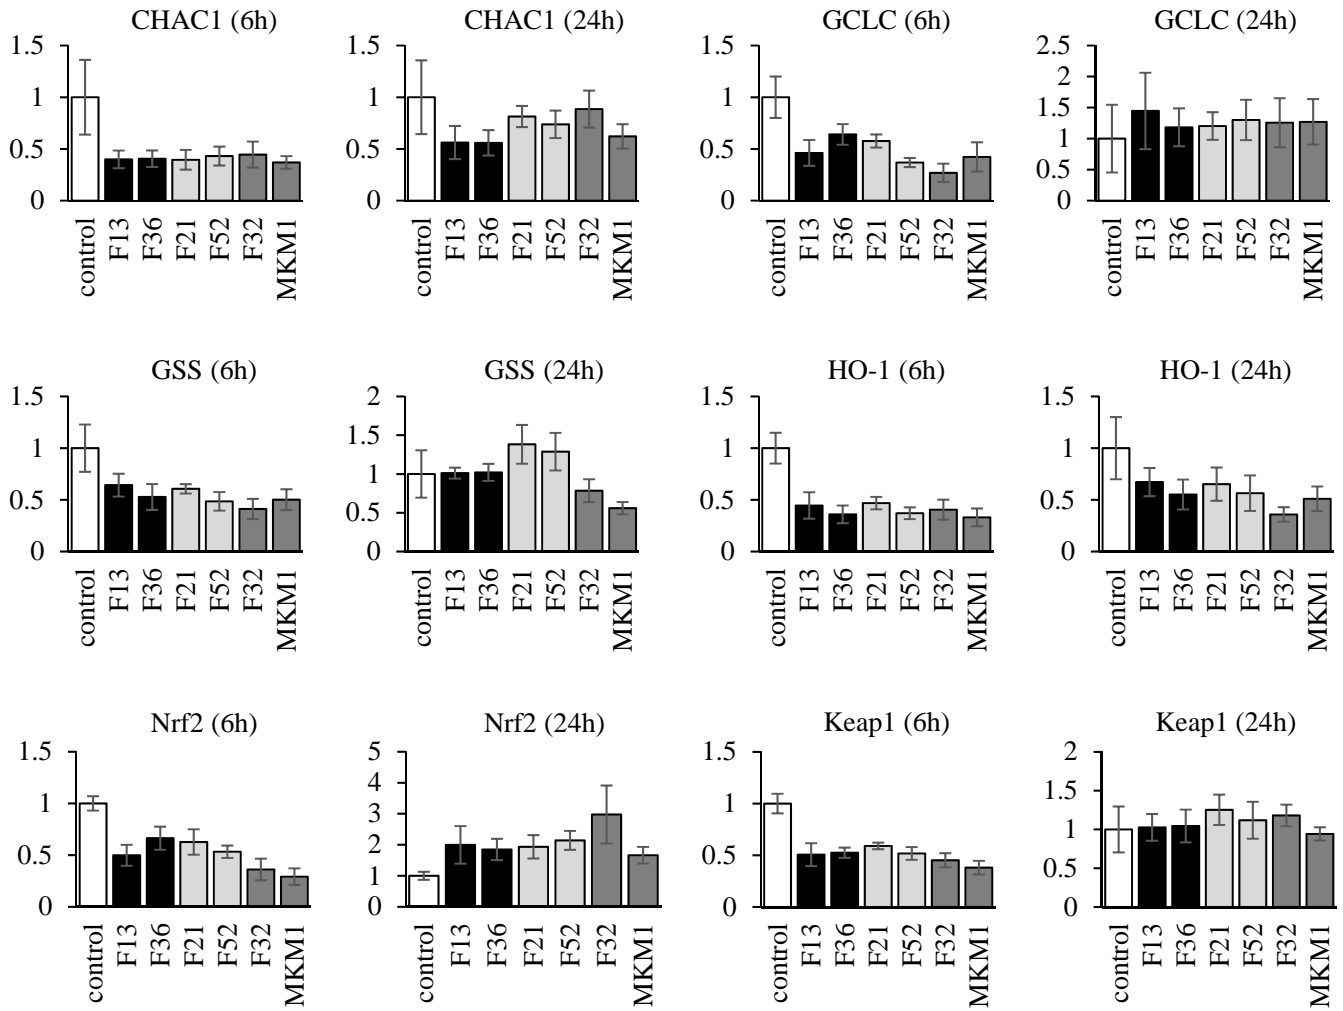 CHAC1 (6h)
1.5
1
0.5
0
control
F13
F36
F21
F52
F32
MKM1
CHAC1 (24h)
1.5
1
0.5
0
control
F13
F36
F21
F52
F32
MKM1
GCLC (6h)
1.5
1
0.5
0
control
F13
F36
F21
F52
F32
MKM1
GCLC (24h)
2.5
2
1.5
1
0.5
0
control
F13
F36
F21
F52
F32
MKM1
GSS (6h)
1.5
1
0.5
0
control
F13
F36
F21
F52
F32
MKM1
GSS (24h)
2
1.5
1
0.5
0
control
F13
F36
F21
F52
F32
MKM1
HO-1 (6h)
1.5
1
0.5
0
control
F13
F36
F21
F52
F32
MKM1
HO-1 (24h)
1.5
1
0.5
0
control
F13
F36
F21
F52
F32
MKM1
Nrf2 (6h)
1.5
1
0.5
0
control
F13
F36
F21
F52
F32
MKM1
Nrf2 (24h)
5
4
3
2
1
0
control
F13
F36
F21
F52
F32
MKM1
Keap1 (6h)
1.5
1
0.5
0
control
F13
F36
F21
F52
F32
MKM1
Keap1 (24h)
2
1.5
1
0.5
0
control
F13
F36
F21
F52
F32
MKM1